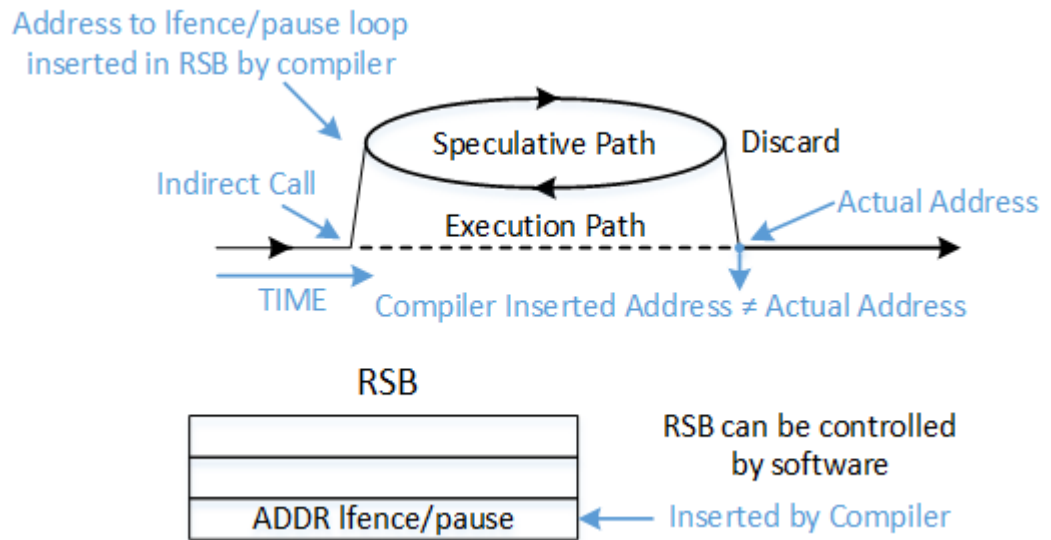 Address to lfence/pause loop
inserted in RSB by compiler
Speculative Path
Discard
Indirect Call
Actual Address
Execution Path
TIME
Compiler Inserted Address ≠ Actual Address
RSB
RSB can be controlled
by software
ADDR lfence/pause
Inserted by Compiler